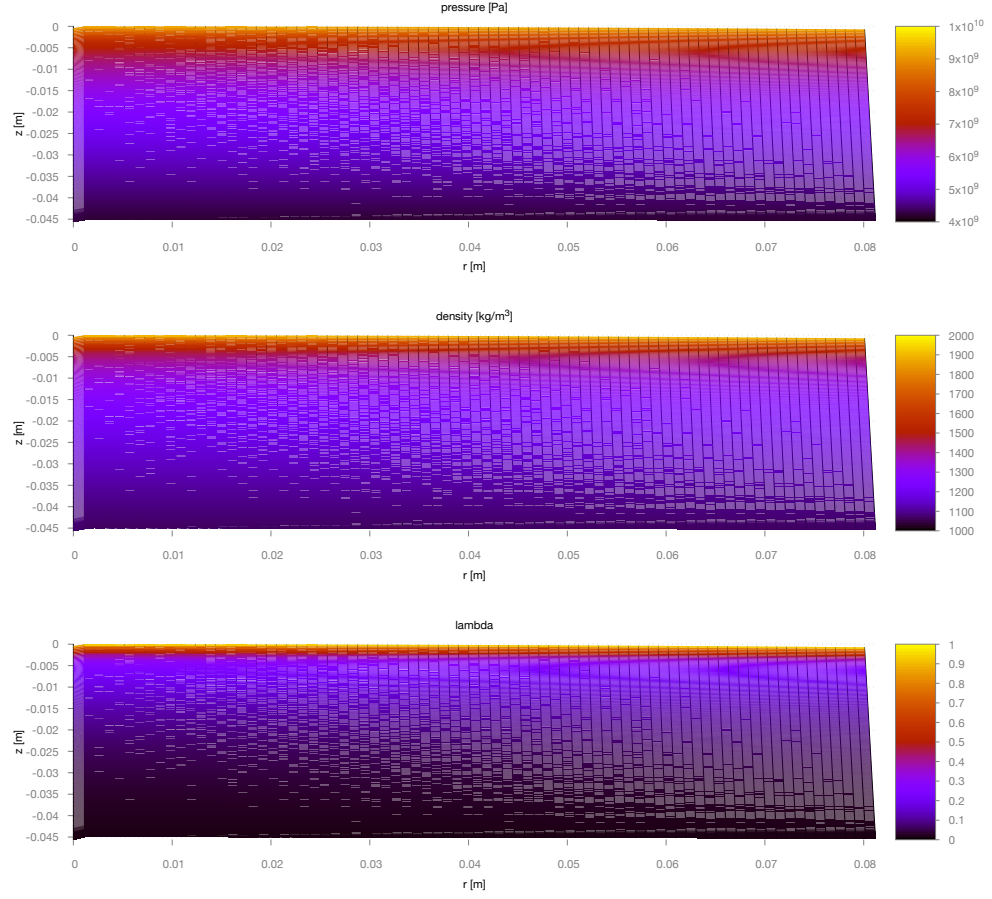 pressure [Pa]
0
-0.005
-0.01
-0.015
-0.02
-0.025
-0.03
-0.035
-0.04
-0.045
z [m]
0 0.01 0.02 0.03 0.04 0.05 0.06 0.07 0.08
r [m]
1x10¹⁰
9x10⁹
8x10⁹
7x10⁹
6x10⁹
5x10⁹
4x10⁹
density [kg/m³]
0
-0.005
-0.01
-0.015
-0.02
-0.025
-0.03
-0.035
-0.04
-0.045
z [m]
0 0.01 0.02 0.03 0.04 0.05 0.06 0.07 0.08
r [m]
2000
1900
1800
1700
1600
1500
1400
1300
1200
1100
1000
lambda
0
-0.005
-0.01
-0.015
-0.02
-0.025
-0.03
-0.035
-0.04
-0.045
z [m]
0 0.01 0.02 0.03 0.04 0.05 0.06 0.07 0.08
r [m]
1
0.9
0.8
0.7
0.6
0.5
0.4
0.3
0.2
0.1
0